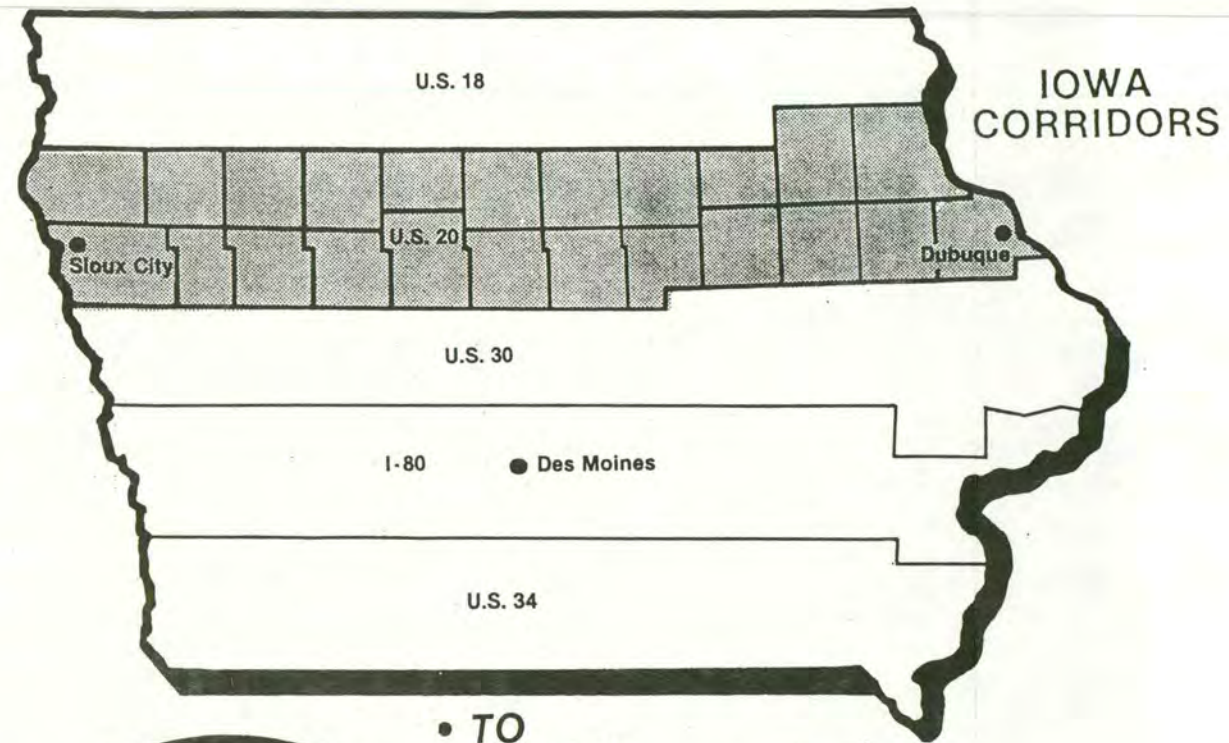 U.S. 18
IOWA
CORRIDORS
U.S. 20
Sioux City
Dubuque
U.S. 30
I-80
Des Moines
U.S. 34
• TO